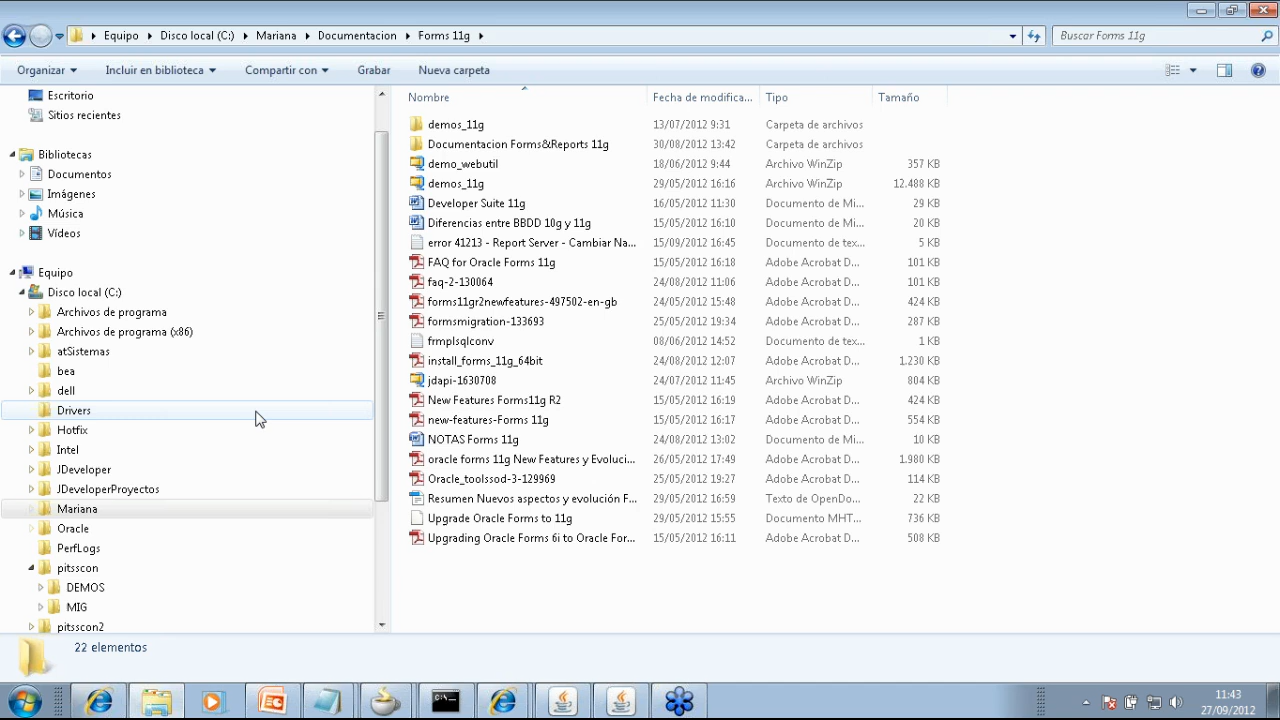 Equipo Disco local (C:) Mariana Documentacion Forms 11g
Buscar Forms 11g
Organizar Incluir en biblioteca Compartir con Grabar Nueva carpeta
Escritorio
Sitios recientes
Bibliotecas
Documentos
Imágenes
Música
Vídeos
Equipo
Disco local (C:)
Archivos de programa
Archivos de programa (x86)
atSistemas
bea
dell
Drivers
Hotfix
Intel
JDeveloper
JDeveloperProyectos
Mariana
Oracle
PerfLogs
pitsscon
DEMOS
MIG
pitsscon2
Nombre Fecha de modifica... Tipo Tamaño
demos_11g 13/07/2012 9:31 Carpeta de archivos
Documentacion Forms&Reports 11g 30/08/2012 13:42 Carpeta de archivos
demo_webutil 18/06/2012 9:44 Archivo WinZip 357 KB
demos_11g 29/05/2012 16:16 Archivo WinZip 12.488 KB
Developer Suite 11g 16/05/2012 11:30 Documento de Mi... 29 KB
Diferencias entre BBDD 10g y 11g 15/05/2012 16:10 Documento de Mi... 20 KB
error 41213 - Report Server - Cambiar Na... 15/09/2012 16:45 Documento de tex... 5 KB
FAQ for Oracle Forms 11g 15/05/2012 16:18 Adobe Acrobat D... 101 KB
faq-2-130064 24/08/2012 11:06 Adobe Acrobat D... 101 KB
forms11gr2newfeatures-497502-en-gb 24/05/2012 15:48 Adobe Acrobat D... 424 KB
formsmigration-133693 25/05/2012 19:34 Adobe Acrobat D... 287 KB
frmplsqlconv 08/06/2012 14:52 Documento de tex... 1 KB
install_forms_11g_64bit 24/08/2012 12:07 Adobe Acrobat D... 1.230 KB
jdapi-1630708 24/07/2012 11:45 Archivo WinZip 804 KB
New Features Forms11g R2 15/05/2012 16:19 Adobe Acrobat D... 424 KB
new-features-Forms 11g 15/05/2012 16:17 Adobe Acrobat D... 554 KB
NOTAS Forms 11g 24/08/2012 13:02 Documento de Mi... 10 KB
oracle forms 11g New Features y Evoluci... 26/05/2012 17:49 Adobe Acrobat D... 1.980 KB
Oracle_toolssod-3-129969 25/05/2012 19:27 Adobe Acrobat D... 114 KB
Resumen Nuevos aspectos y evolución F... 29/05/2012 16:59 Texto de OpenDo... 22 KB
Upgrade Oracle Forms to 11g 29/05/2012 15:55 Documento MHT... 736 KB
Upgrading Oracle Forms 6i to Oracle For... 15/05/2012 16:11 Adobe Acrobat D... 508 KB
22 elementos
11:43
27/09/2012